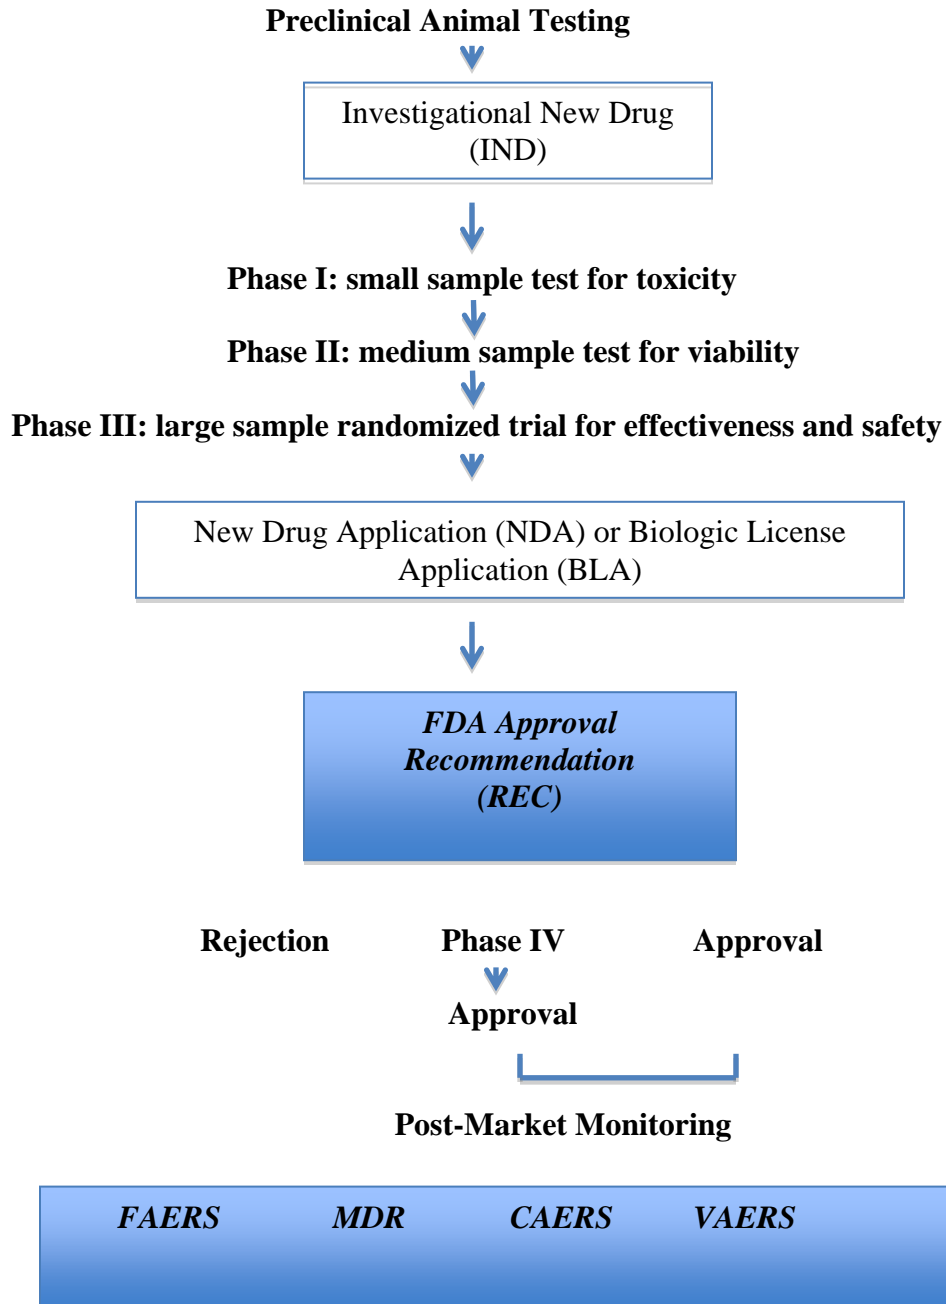 Preclinical Animal Testing
Investigational New Drug
(IND)
Phase I: small sample test for toxicity
Phase II: medium sample test for viability
Phase III: large sample randomized trial for effectiveness and safety
New Drug Application (NDA) or Biologic License
Application (BLA)
FDA Approval
Recommendation
(REC)
Rejection Phase IV Approval
Approval
Post-Market Monitoring
FAERS MDR CAERS VAERS